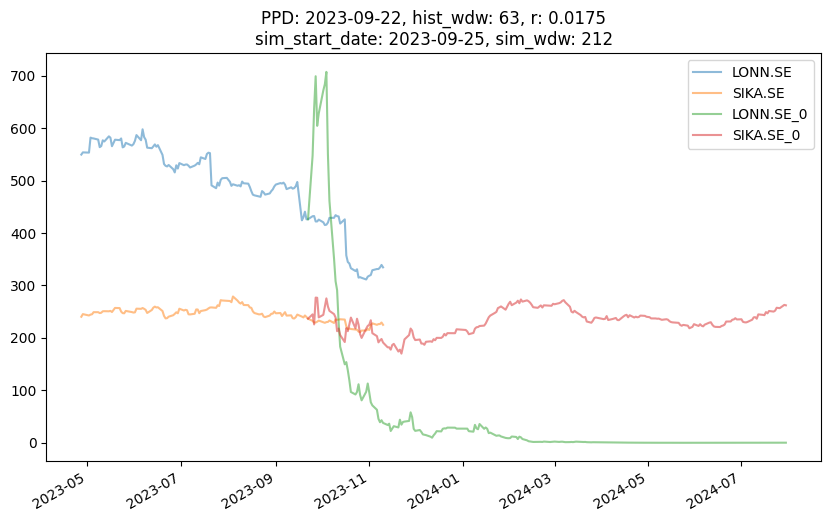 PPD: 2023-09-22, hist_wdw: 63, r: 0.0175
sim_start_date: 2023-09-25, sim_wdw: 212
LONN.SE
SIKA.SE
LONN.SE_0
SIKA.SE_0
700
600
500
400
300
200
100
0
2023-05
2023-07
2023-09
2023-11
2024-01
2024-03
2024-05
2024-07